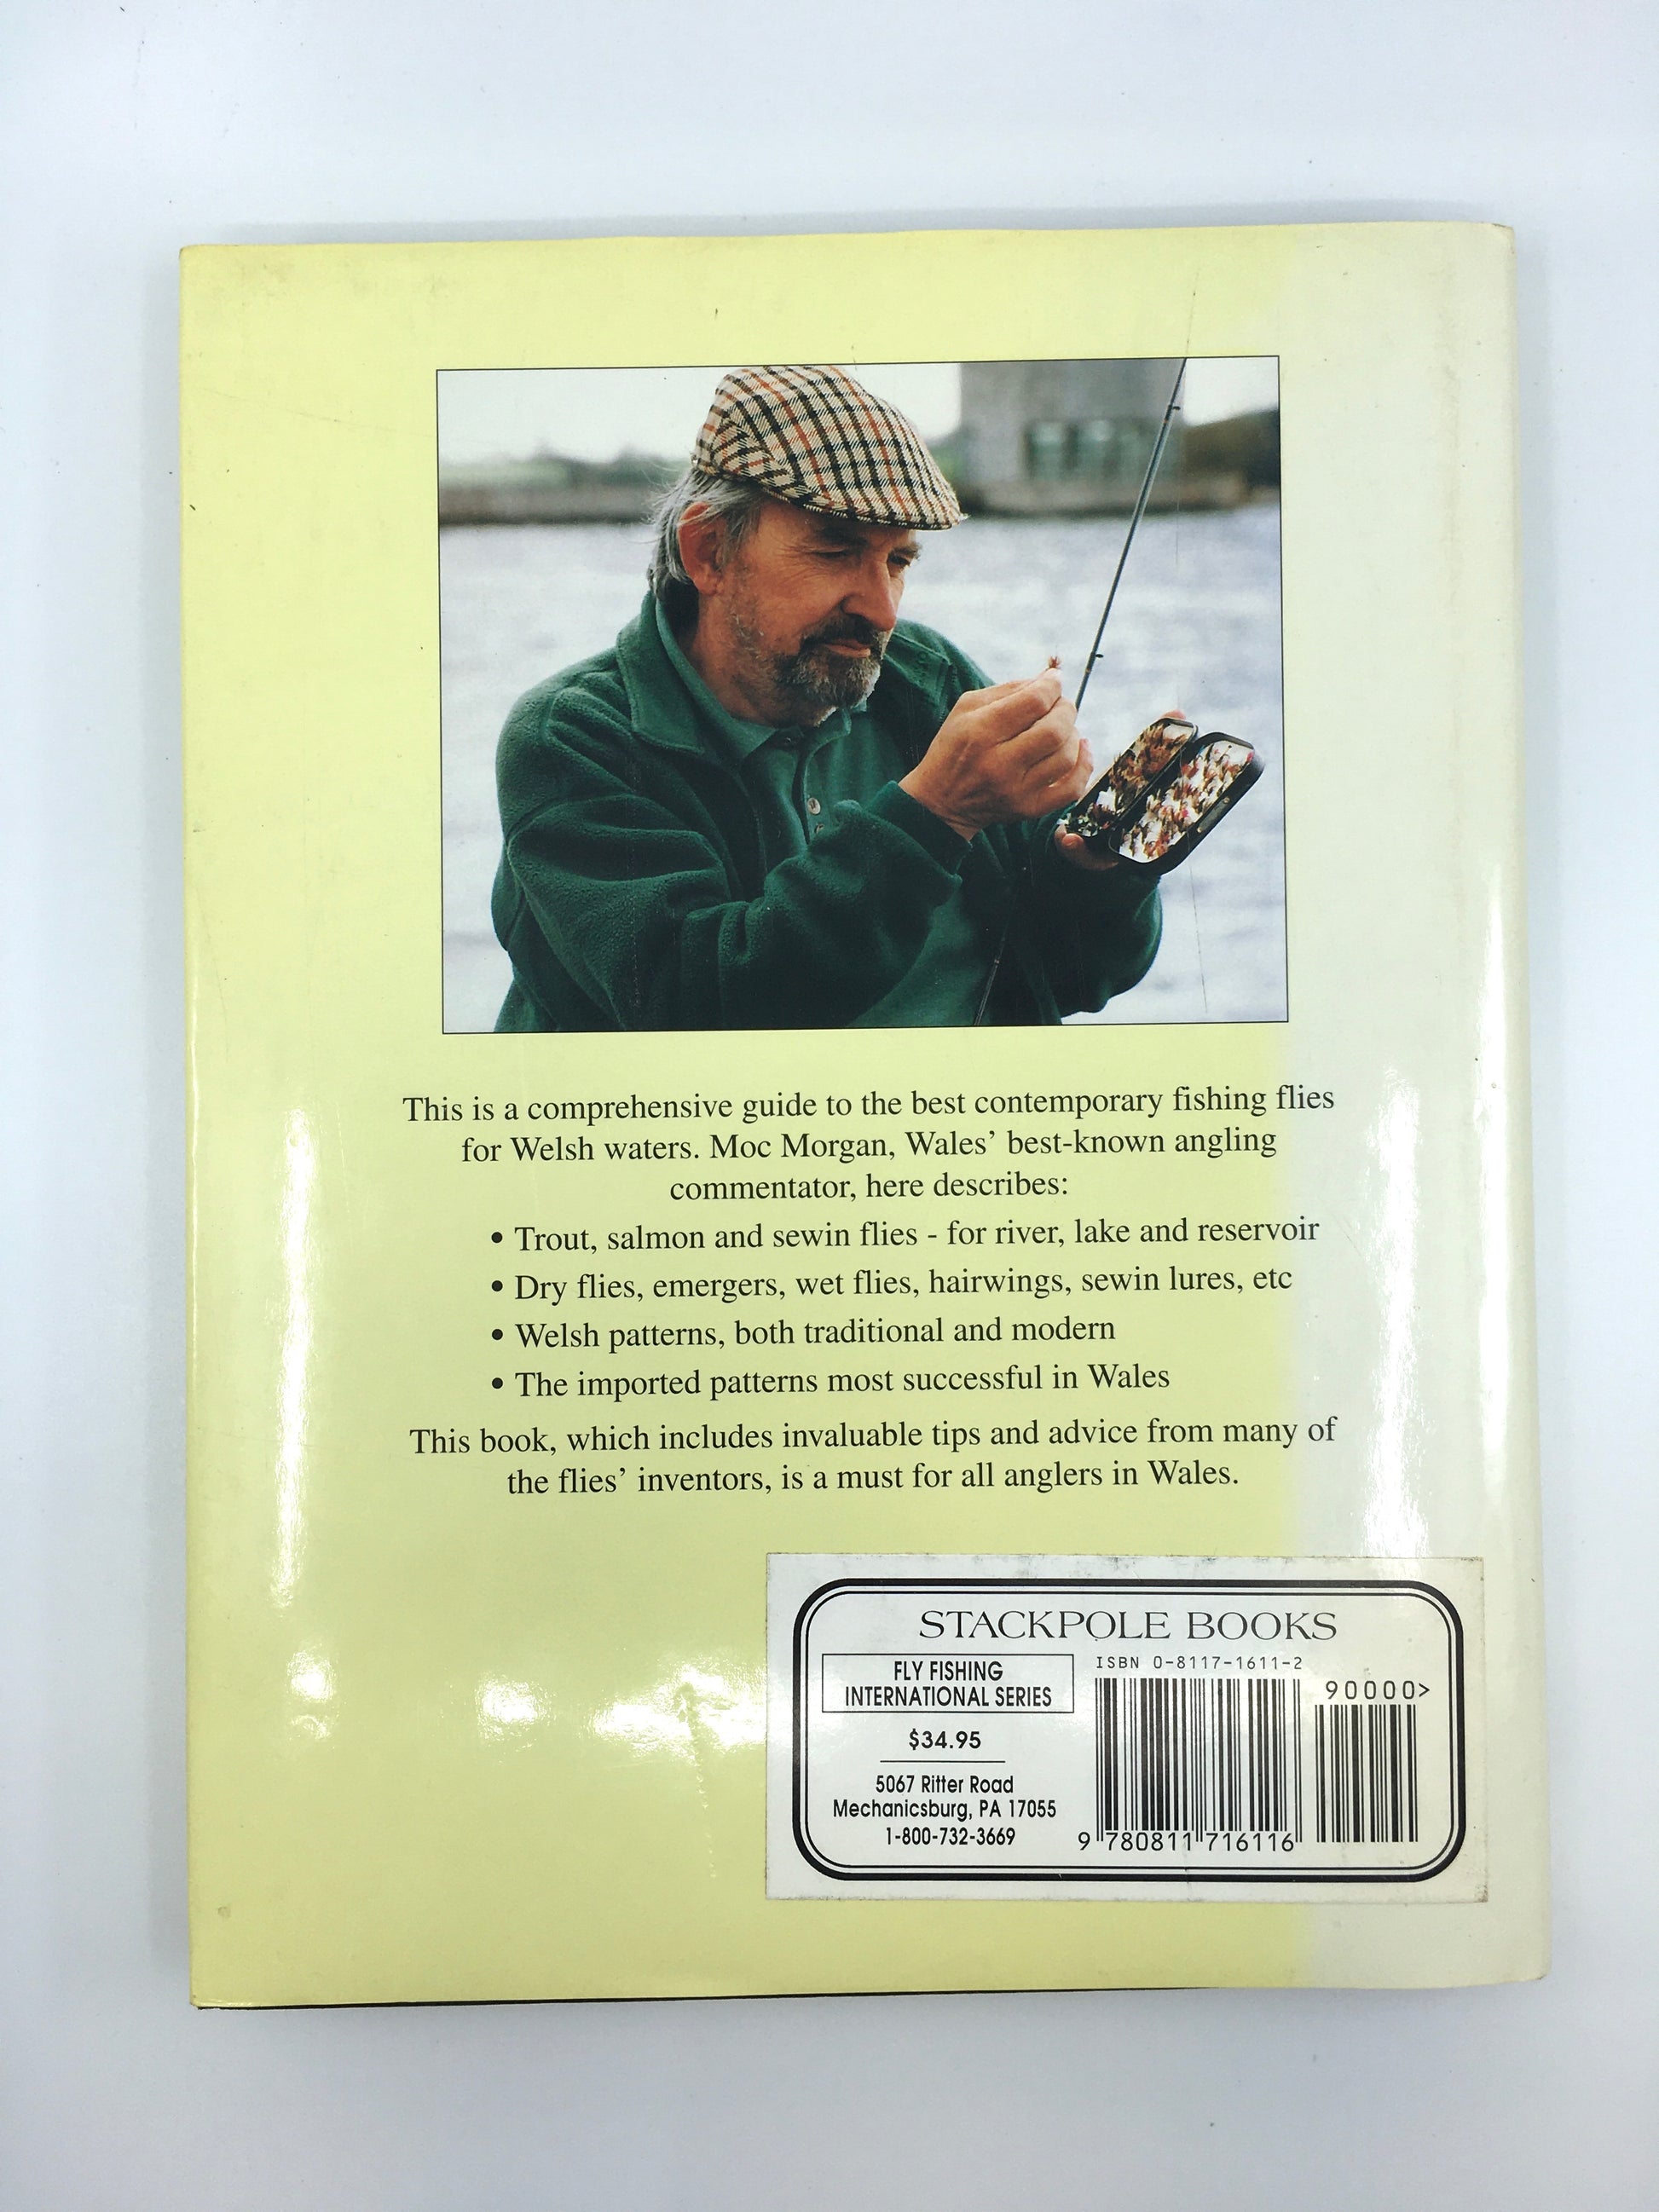 This is a comprehensive guide to the best contemporary fishing flies
for Welsh waters. Moc Morgan, Wales' best-known angling
commentator, here describes:
• Trout, salmon and sewin flies - for river, lake and reservoir
• Dry flies, emergers, wet flies, hairwings, sewin lures, etc
• Welsh patterns, both traditional and modern
• The imported patterns most successful in Wales
This book, which includes invaluable tips and advice from many of
the flies' inventors, is a must for all anglers in Wales.
STACKPOLE BOOKS
FLY FISHING
INTERNATIONAL SERIES
$34.95
5067 Ritter Road
Mechanicsburg, PA 17055
1-800-732-3669
ISBN 0-8117-1611-2
90000>
9 780811 716116